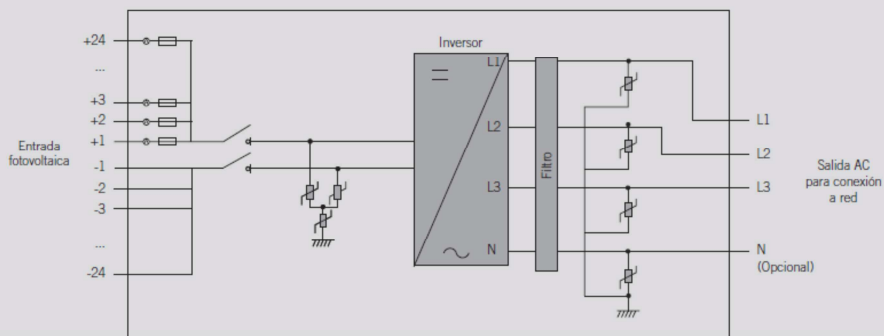 +24
...
+3
+2
+1
-1
-2
-3
...
-24
Entrada
fotovoltaica
Inversor
L1
L2
L3
N
Filtro
L1
L2
L3
N
(Opcional)
Salida AC
para conexión
a red